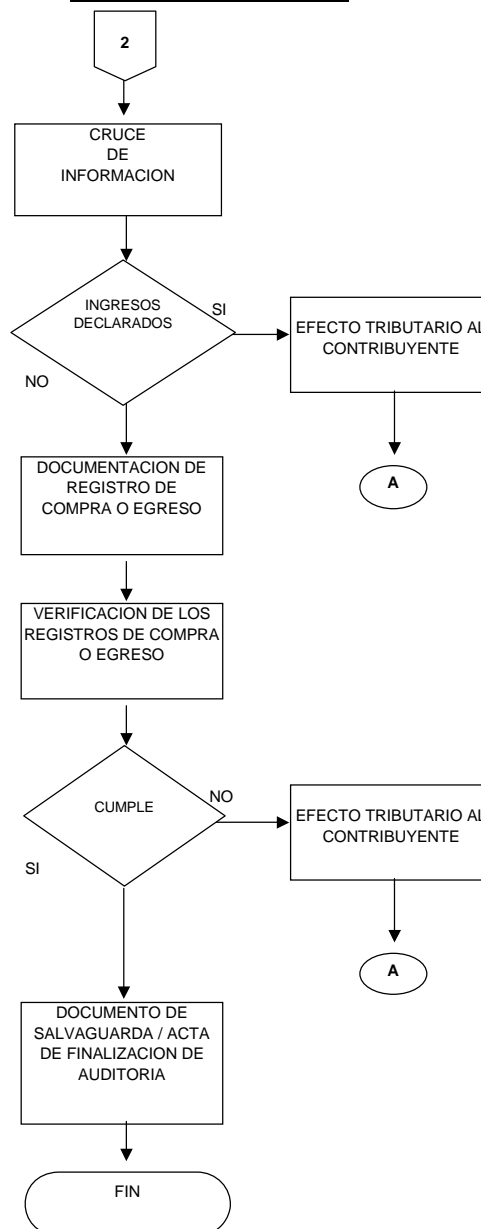 2
CRUCE
DE
INFORMACION
INGRESOS
DECLARADOS
SI
NO
EFECTO TRIBUTARIO AL
CONTRIBUYENTE
A
DOCUMENTACION DE
REGISTRO DE
COMPRA O EGRESO
VERIFICACION DE LOS
REGISTROS DE COMPRA
O EGRESO
CUMPLE
NO
SI
EFECTO TRIBUTARIO AL
CONTRIBUYENTE
A
DOCUMENTO DE
SALVAGUARDA / ACTA
DE FINALIZACION DE
AUDITORIA
FIN